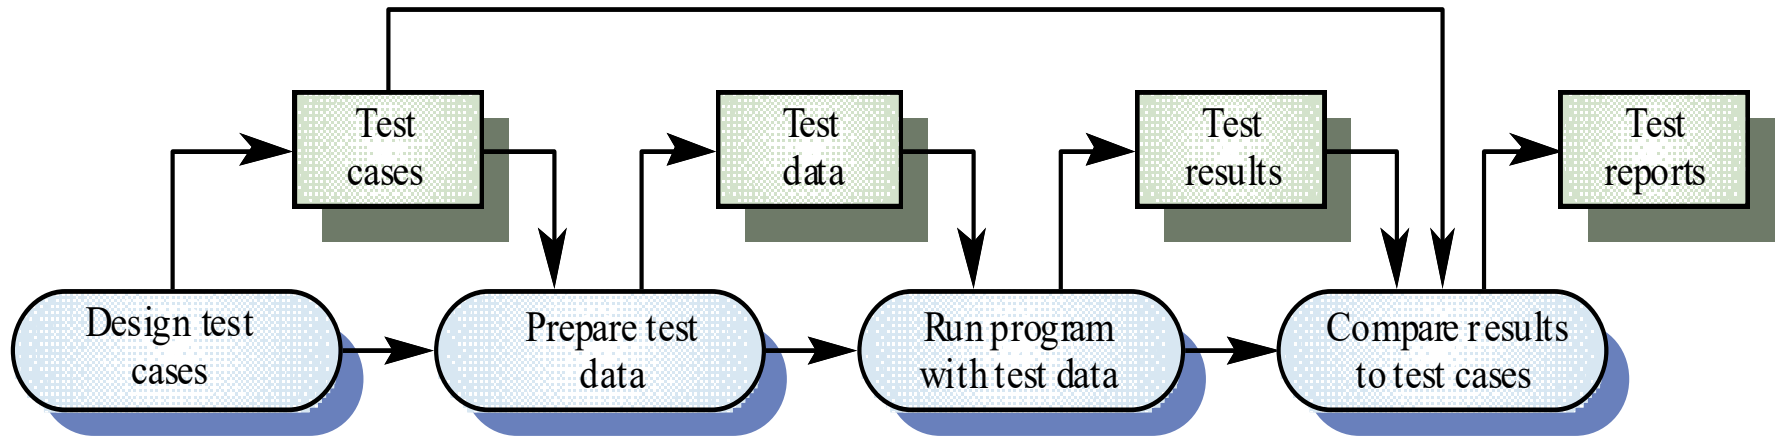 Test
cases
Test
data
Test
results
Test
reports
Design test
cases
Prepare test
data
Run program
with test data
Compare results
to test cases